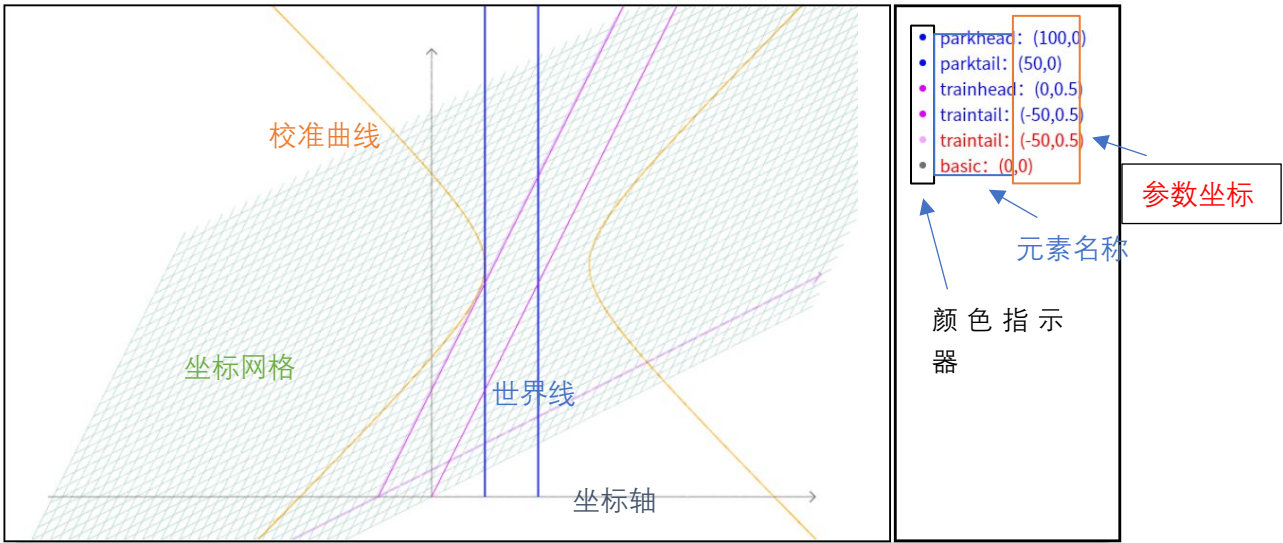 校准曲线
坐标网格
世界线
坐标轴
parkhead：(100,0)
parktail：(50,0)
trainhead：(0,0.5)
traintail：(-50,0.5)
traintail：(-50,0.5)
basic：(0,0)
参数坐标
元素名称
颜色指示
器